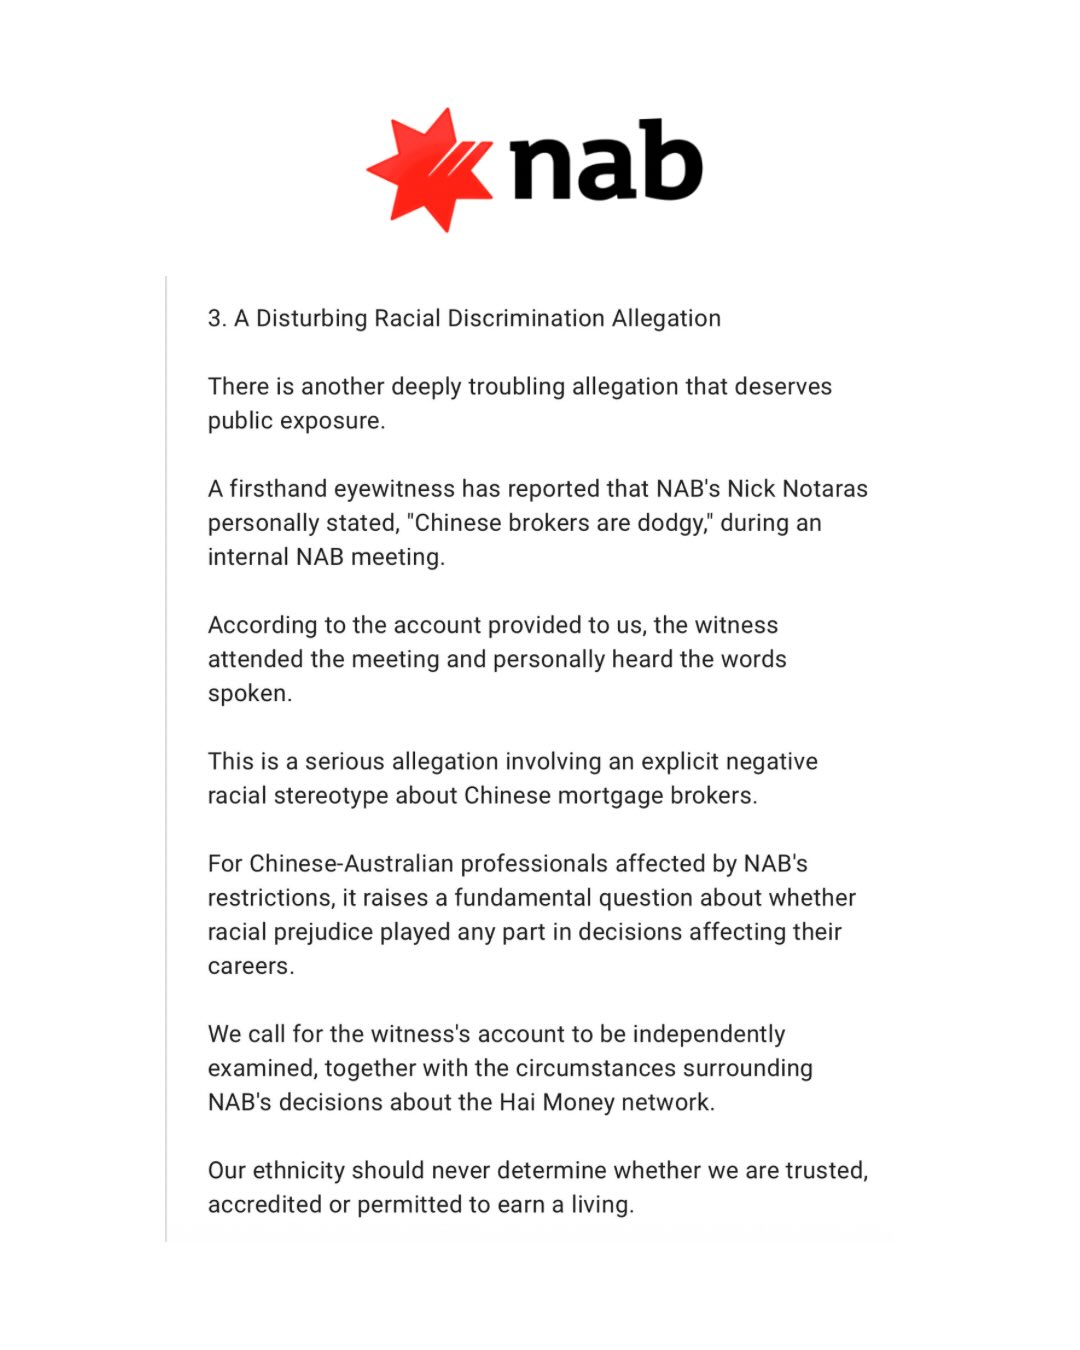 nab
3. A Disturbing Racial Discrimination Allegation
There is another deeply troubling allegation that deserves
public exposure.
A firsthand eyewitness has reported that NAB's Nick Notaras
personally stated, "Chinese brokers are dodgy," during an
internal NAB meeting.
According to the account provided to us, the witness
attended the meeting and personally heard the words
spoken.
This is a serious allegation involving an explicit negative
racial stereotype about Chinese mortgage brokers.
For Chinese-Australian professionals affected by NAB's
restrictions, it raises a fundamental question about whether
racial prejudice played any part in decisions affecting their
careers.
We call for the witness's account to be independently
examined, together with the circumstances surrounding
NAB's decisions about the Hai Money network.
Our ethnicity should never determine whether we are trusted,
accredited or permitted to earn a living.